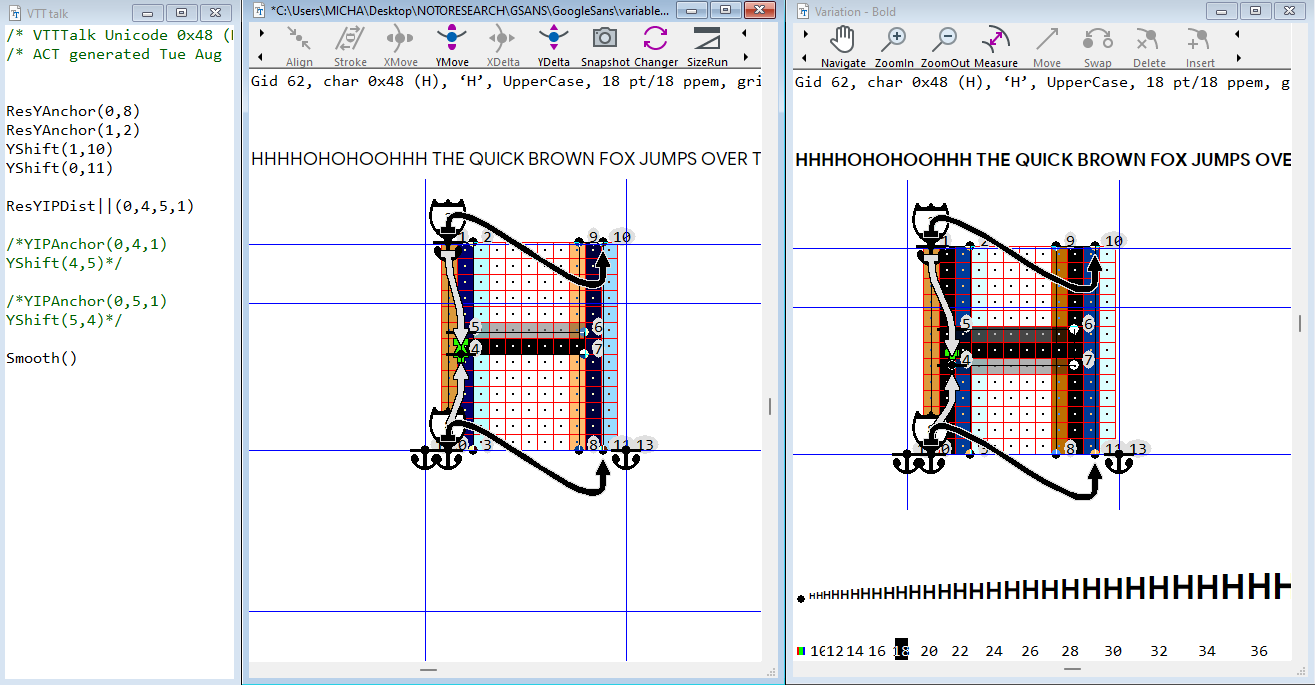 VTT talk
/* VTTTalk Unicode 0x48 (
/* ACT generated Tue Aug
ResYAnchor(0,8)
ResYAnchor(1,2)
YShift(1,10)
YShift(0,11)
ResYIPDist||(0,4,5,1)
/*YIPAnchor(0,4,1)
YShift(4,5)*/
/*YIPAnchor(0,5,1)
YShift(5,4)*/
Smooth()
*C:\Users\MICHA\Desktop\NOTORESEARCH\GSANS\GoogleSans\variable...
Align Stroke XMove YMove XDelta YDelta Snapshot Changer SizeRun
Gid 62, char 0x48 (H), ‘H’, UpperCase, 18 pt/18 ppem, gri
HHHHOHOHOOHHH THE QUICK BROWN FOX JUMPS OVER T
1 2 9 10
5 6
4 7
0 3 8 11 13
Variation - Bold
Navigate ZoomIn ZoomOut Measure Move Swap Delete Insert
Gid 62, char 0x48 (H), ‘H’, UpperCase, 18 pt/18 ppem, g
HHHHOHOHOOHHH THE QUICK BROWN FOX JUMPS OVE
1 2 9 10
5 6
4 7
0 3 8 11 13
HHHHHHHHHHHHHHHHHHHHHHHHHHH
10 12 14 16 18 20 22 24 26 28 30 32 34 36